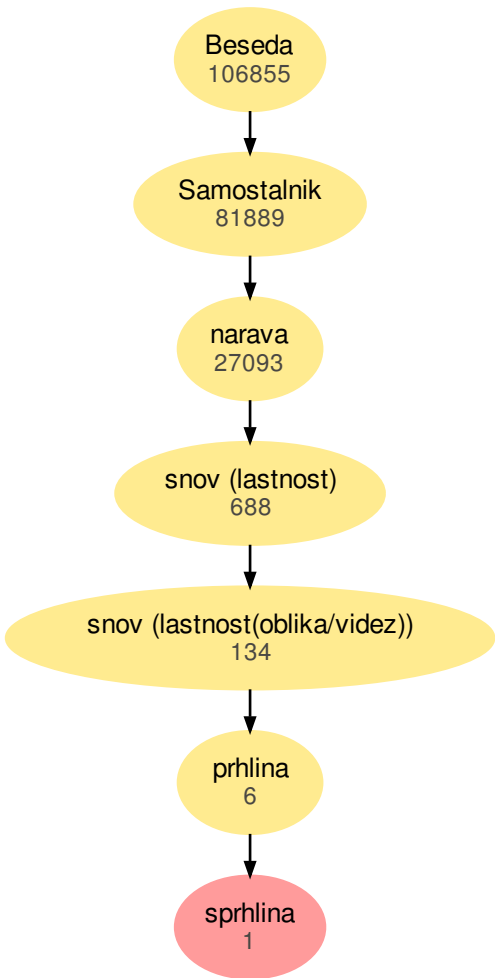 Beseda
106855
Samostalnik
81889
narava
27093
snov (lastnost)
688
snov (lastnost(oblika/videz))
134
prhlina
6
sprhlina
1